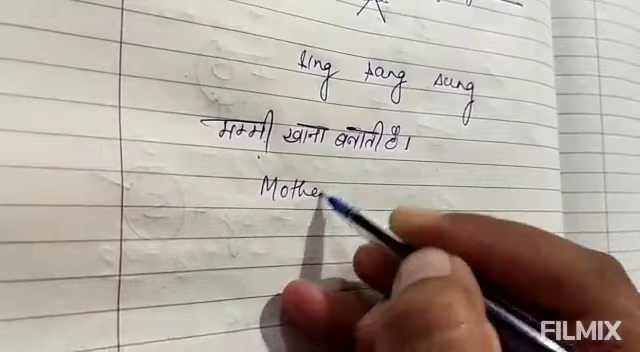 sing sang sung
मम्मी खाना बनाती है।
Mothe
FILMIX